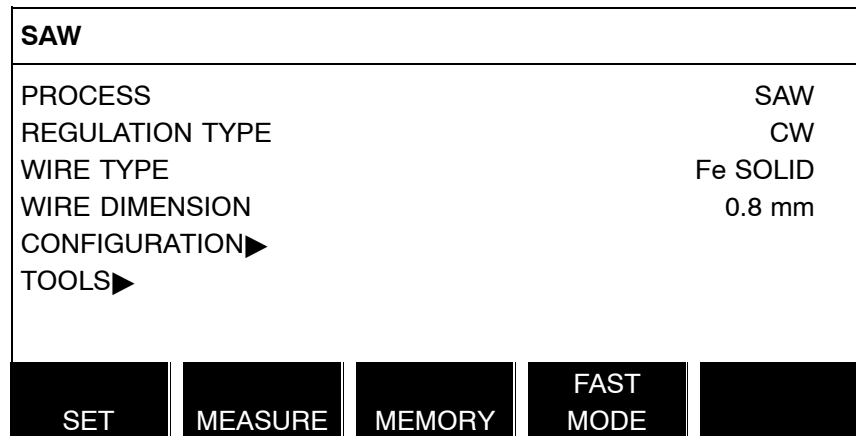 SAW
PROCESS SAW
REGULATION TYPE CW
WIRE TYPE Fe SOLID
WIRE DIMENSION 0.8 mm
CONFIGURATION▶
TOOLS▶
SET MEASURE MEMORY FAST MODE